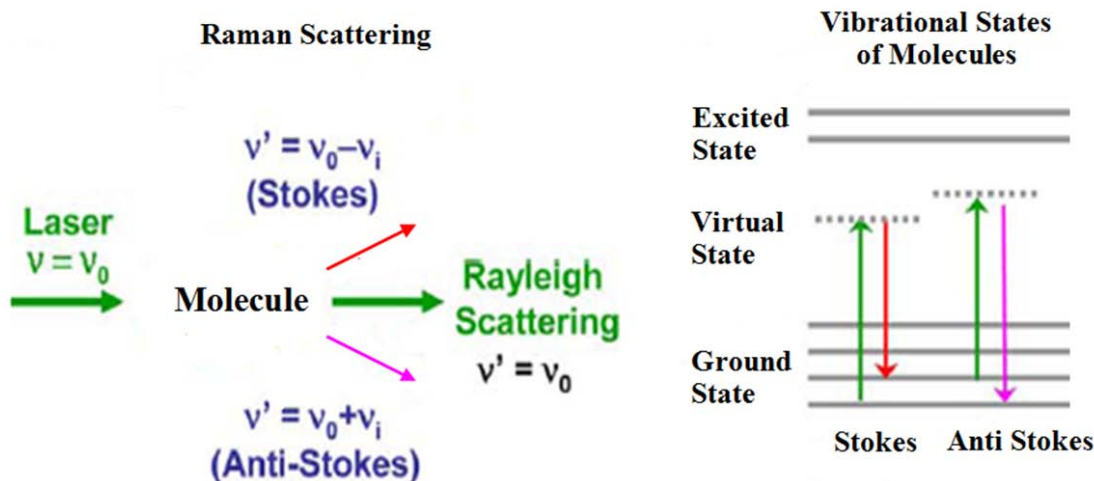 Raman Scattering
ν' = ν₀–νᵢ
(Stokes)
Laser
ν = ν₀
Molecule
Rayleigh
Scattering
ν' = ν₀
ν' = ν₀+νᵢ
(Anti-Stokes)
Vibrational States
of Molecules
Excited
State
Virtual
State
Ground
State
Stokes
Anti Stokes